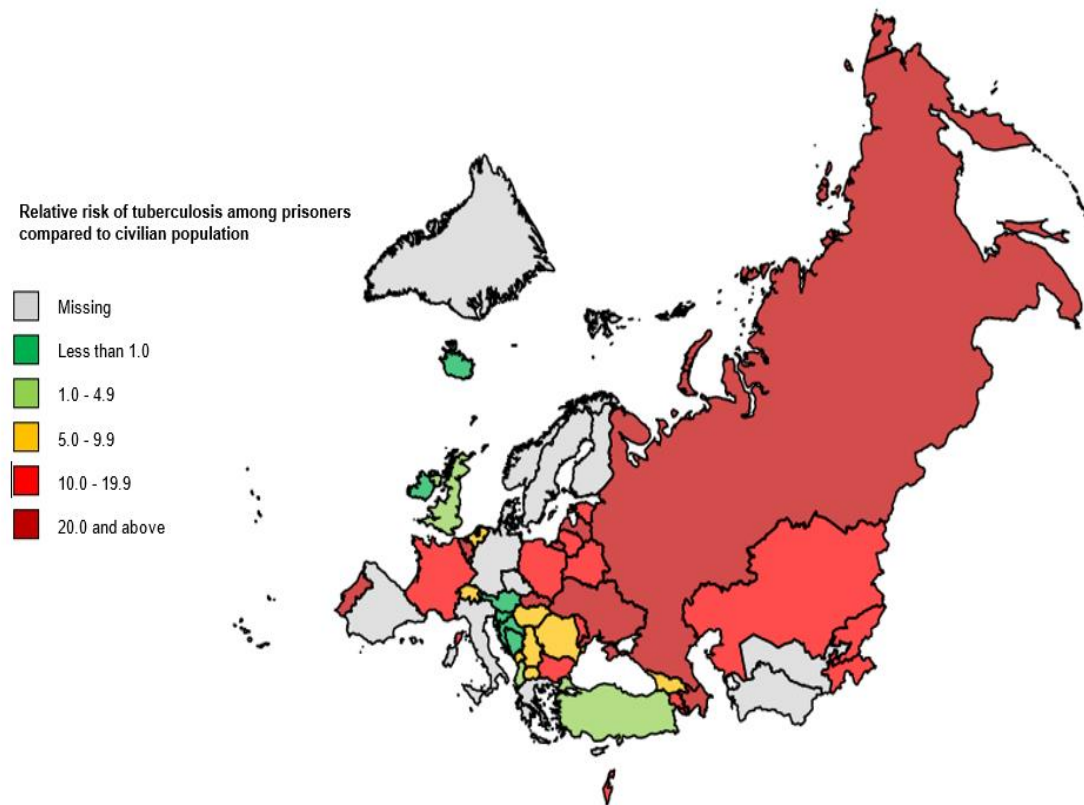 Relative risk of tuberculosis among prisoners
compared to civilian population
Missing
Less than 1.0
1.0 - 4.9
5.0 - 9.9
10.0 - 19.9
20.0 and above